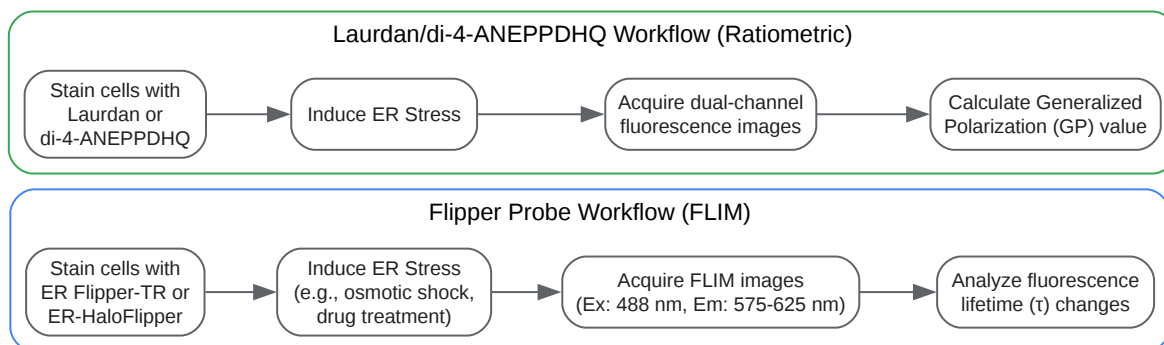 Laurdan/di-4-ANEPPDHQ Workflow (Ratiometric)
Stain cells with
Laurdan or
di-4-ANEPPDHQ
Induce ER Stress
Acquire dual-channel
fluorescence images
Calculate Generalized
Polarization (GP) value
Flipper Probe Workflow (FLIM)
Stain cells with
ER Flipper-TR or
ER-HaloFlipper
Induce ER Stress
(e.g., osmotic shock,
drug treatment)
Acquire FLIM images
(Ex: 488 nm, Em: 575-625 nm)
Analyze fluorescence
lifetime (τ) changes